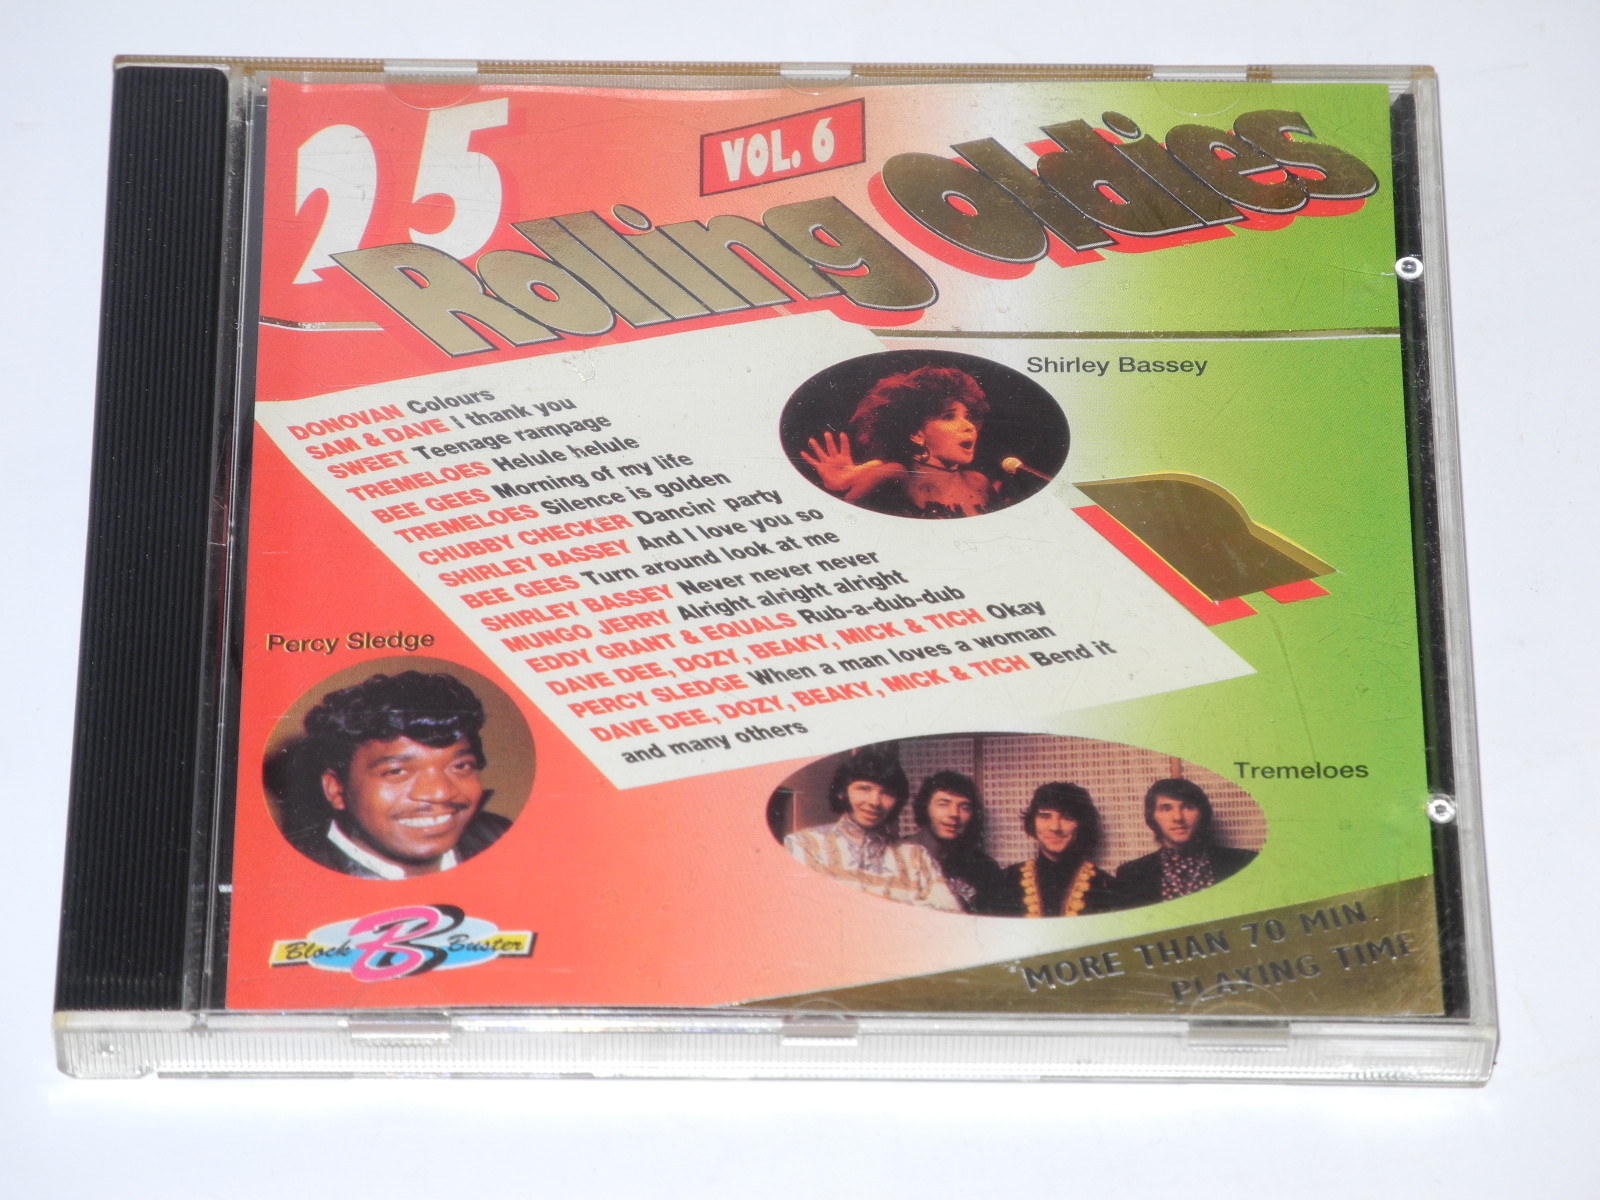 25
VOL. 6
Rolling Oldies
Shirley Bassey
DONOVAN Colours
SAM & DAVE I thank you
SWEET Teenage rampage
TREMELOES Helule helule
BEE GEES Morning of my life
TREMELOES Silence is golden
CHUBBY CHECKER Dancin' party
SHIRLEY BASSEY And I love you so
BEE GEES Turn around look at me
SHIRLEY BASSEY Never never never
MUNGO JERRY Alright alright alright
EDDY GRANT & EQUALS Rub-a-dub-dub
DAVE DEE, DOZY, BEAKY, MICK & TICH Okay
PERCY SLEDGE When a man loves a woman
DAVE DEE, DOZY, BEAKY, MICK & TICH Bend it
and many others
Percy Sledge
Tremeloes
Block BB Buster
MORE THAN 70 MIN.
PLAYING TIME